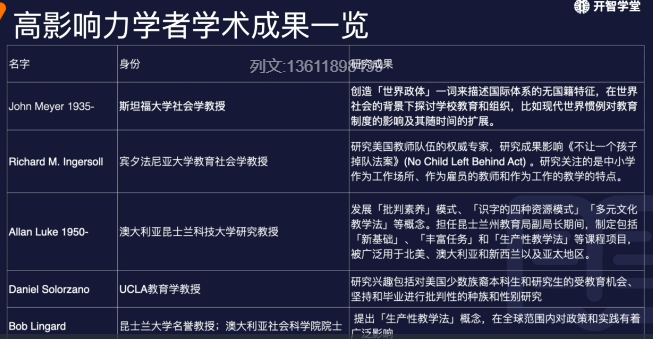 开智学堂
高影响力学者学术成果一览
名字 身份 研究成果
列文:13611898
John Meyer 1935- 斯坦福大学社会学教授
创造「世界政体」一词来描述国际体系的无国籍特征，在世界
社会的背景下探讨学校教育和组织，比如现代世界惯例对教育
制度的影响及其随时间的扩展。
Richard M. Ingersoll 宾夕法尼亚大学教育社会学教授
研究美国教师队伍的权威专家，研究成果影响《不让一个孩子
掉队法案》(No Child Left Behind Act) 。研究关注的是中小学
作为工作场所、作为雇员的教师和作为工作的教学的特点。
Allan Luke 1950- 澳大利亚昆士兰科技大学研究教授
发展「批判素养」模式、「识字的四种资源模式」「多元文化
教学法」等概念。担任昆士兰州教育局副局长期间，制定包括
「新基础」、「丰富任务」和「生产性教学法」等课程项目，
被广泛用于北美、澳大利亚和新西兰以及亚太地区。
Daniel Solorzano UCLA教育学教授
研究兴趣包括对美国少数族裔本科生和研究生的受教育机会、
坚持和毕业进行批判性的种族和性别研究
Bob Lingard 昆士兰大学名誉教授；澳大利亚社会科学院院士
提出「生产性教学法」概念，在全球范围内对政策和实践有着
广泛影响